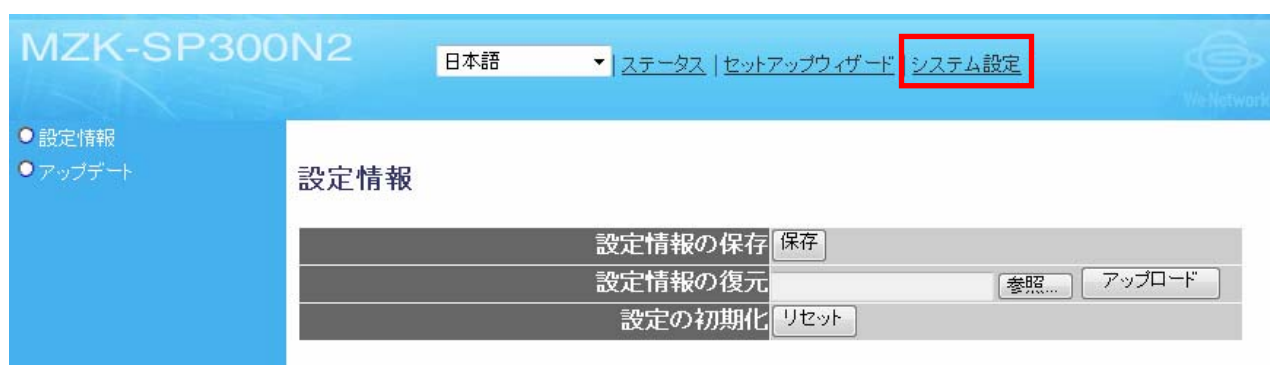 MZK-SP300N2
日本語 | ステータス | セットアップウィザード | システム設定
We Network
設定情報
アップデート
設定情報
設定情報の保存 保存
設定情報の復元 参照... アップロード
設定の初期化 リセット